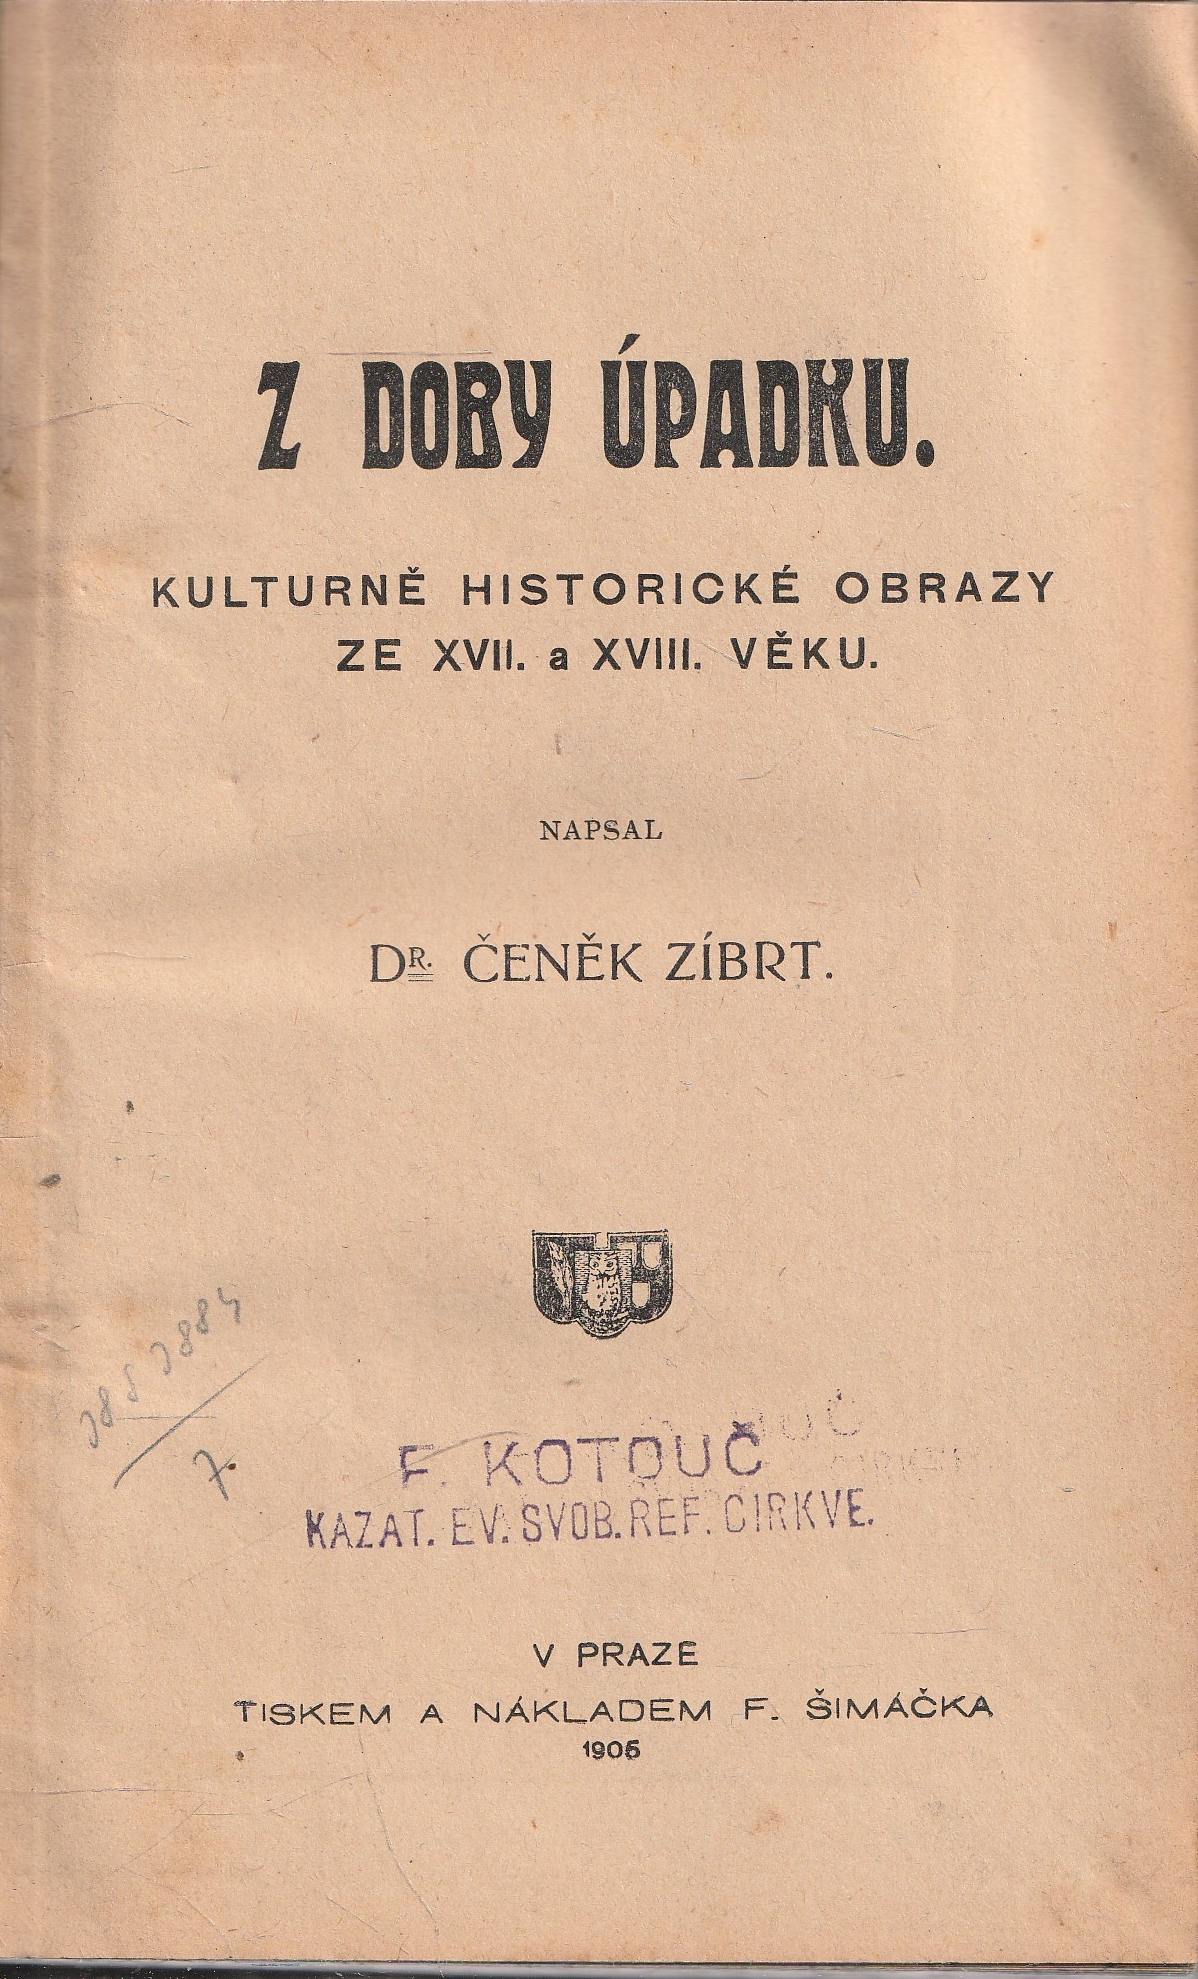 Z DOBY ÚPADKU.
KULTURNĚ HISTORICKÉ OBRAZY
ZE XVII. a XVIII. VĚKU.
NAPSAL
DR. ČENĚK ZÍBRT.
F. KOTOUČ
KAZAT. EV. SVOB. REF. CIRKVE.
V PRAZE
TISKEM A NÁKLADEM F. ŠIMÁČKA
1905